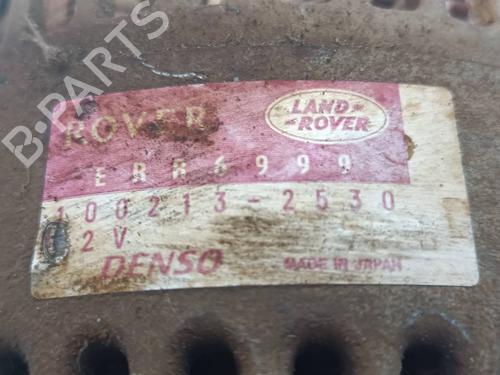 B-PARTS
ROVER
LAND-
-ROVER
ERR6999
100213-2530
12V
DENSO
MADE IN JAPAN